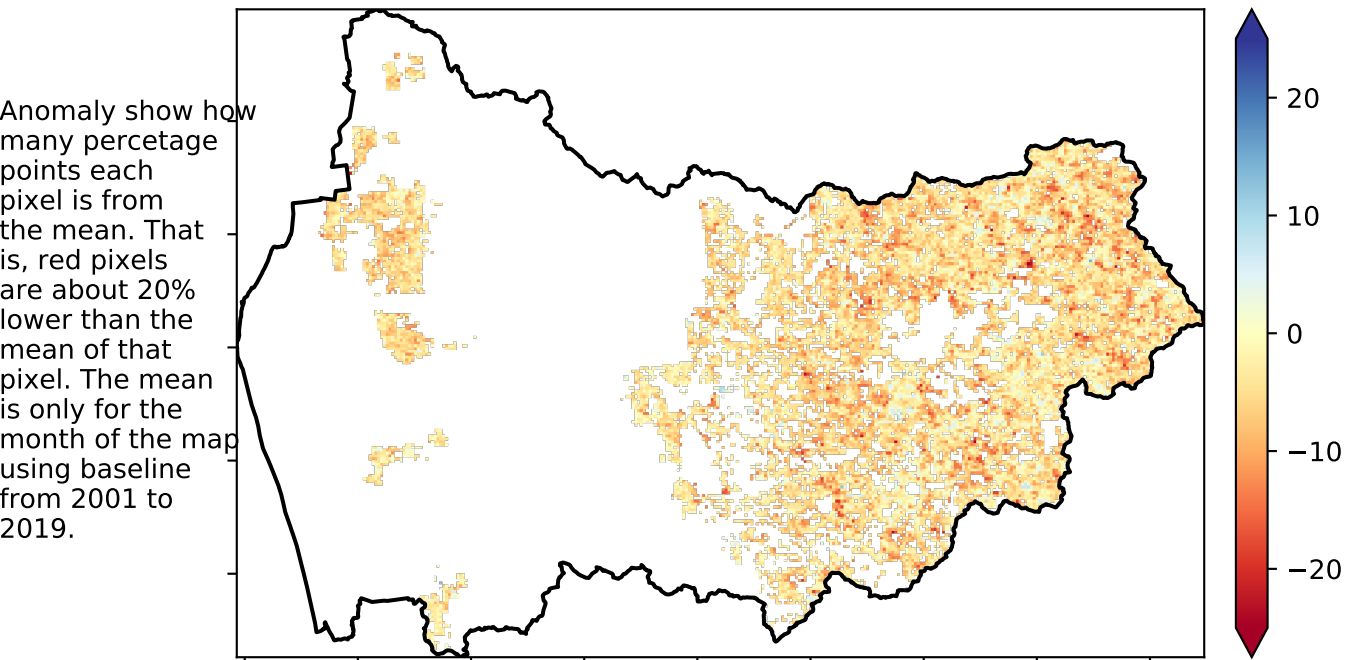 Anomaly show how
many percetage
points each
pixel is from
the mean. That
is, red pixels
are about 20%
lower than the
mean of that
pixel. The mean
is only for the
month of the map
using baseline
from 2001 to
2019.
20
10
0
−10
−20